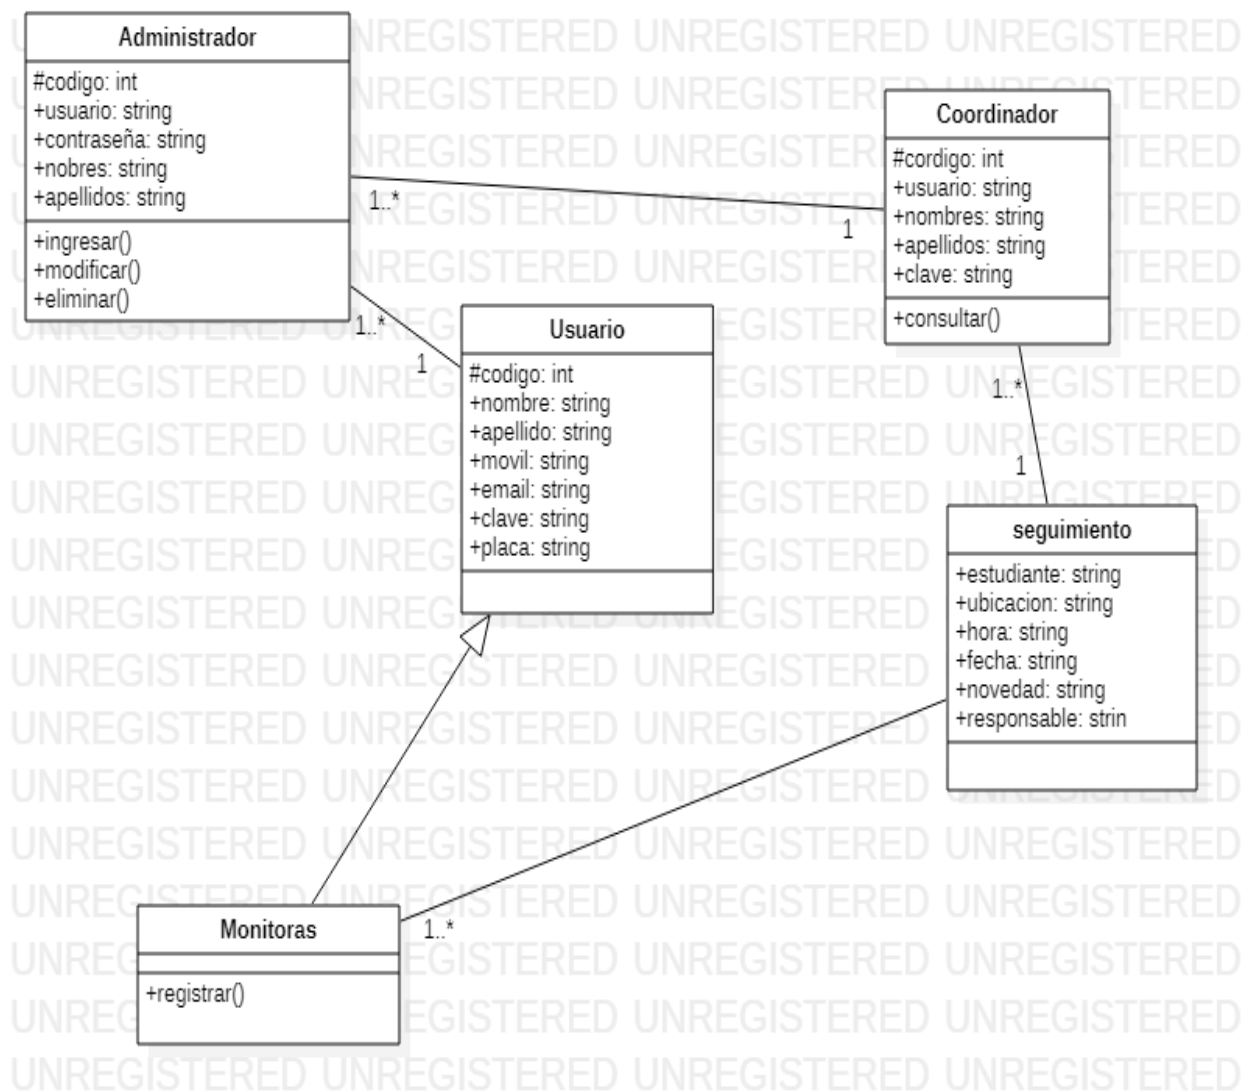 Administrador
#codigo: int
+usuario: string
+contraseña: string
+nobres: string
+apellidos: string
+ingresar()
+modificar()
+eliminar()
1..*
1
1..*
1
Coordinador
#cordigo: int
+usuario: string
+nombres: string
+apellidos: string
+clave: string
+consultar()
1..*
1
Usuario
#codigo: int
+nombre: string
+apellido: string
+movil: string
+email: string
+clave: string
+placa: string
seguimiento
+estudiante: string
+ubicacion: string
+hora: string
+fecha: string
+novedad: string
+responsable: strin
Monitoras
+registrar()
1..*
UNREGISTERED UNREGISTERED UNREGISTERED UNREGISTERED